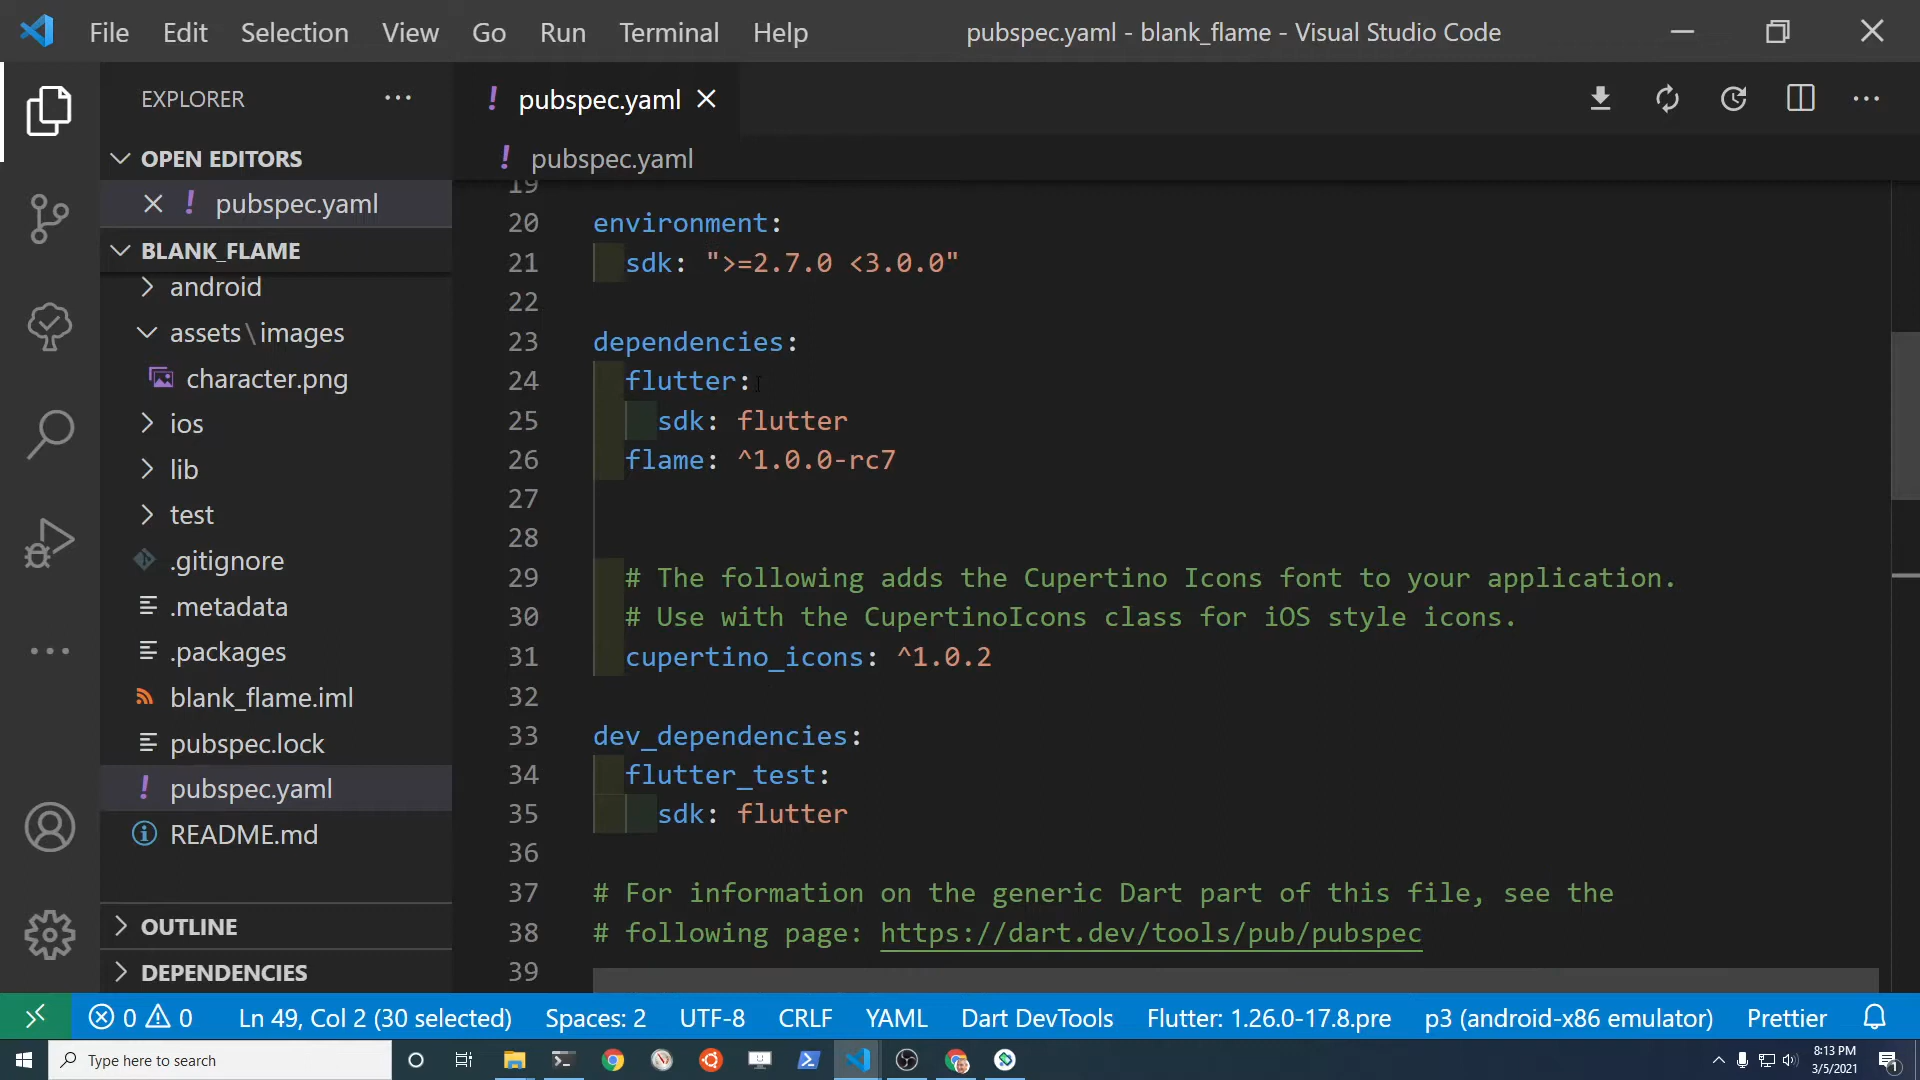 File Edit Selection View Go Run Terminal Help pubspec.yaml - blank_flame - Visual Studio Code
EXPLORER
OPEN EDITORS
! pubspec.yaml
BLANK_FLAME
android
assets\images
character.png
ios
lib
test
.gitignore
.metadata
.packages
blank_flame.iml
pubspec.lock
! pubspec.yaml
README.md
OUTLINE
DEPENDENCIES
! pubspec.yaml
! pubspec.yaml
19
20 environment:
21 sdk: ">=2.7.0 <3.0.0"
22
23 dependencies:
24 flutter:
25 sdk: flutter
26 flame: ^1.0.0-rc7
27
28
29 # The following adds the Cupertino Icons font to your application.
30 # Use with the CupertinoIcons class for iOS style icons.
31 cupertino_icons: ^1.0.2
32
33 dev_dependencies:
34 flutter_test:
35 sdk: flutter
36
37 # For information on the generic Dart part of this file, see the
38 # following page: https://dart.dev/tools/pub/pubspec
39
0 0 Ln 49, Col 2 (30 selected) Spaces: 2 UTF-8 CRLF YAML Dart DevTools Flutter: 1.26.0-17.8.pre p3 (android-x86 emulator) Prettier
Type here to search
8:13 PM
3/5/2021
1